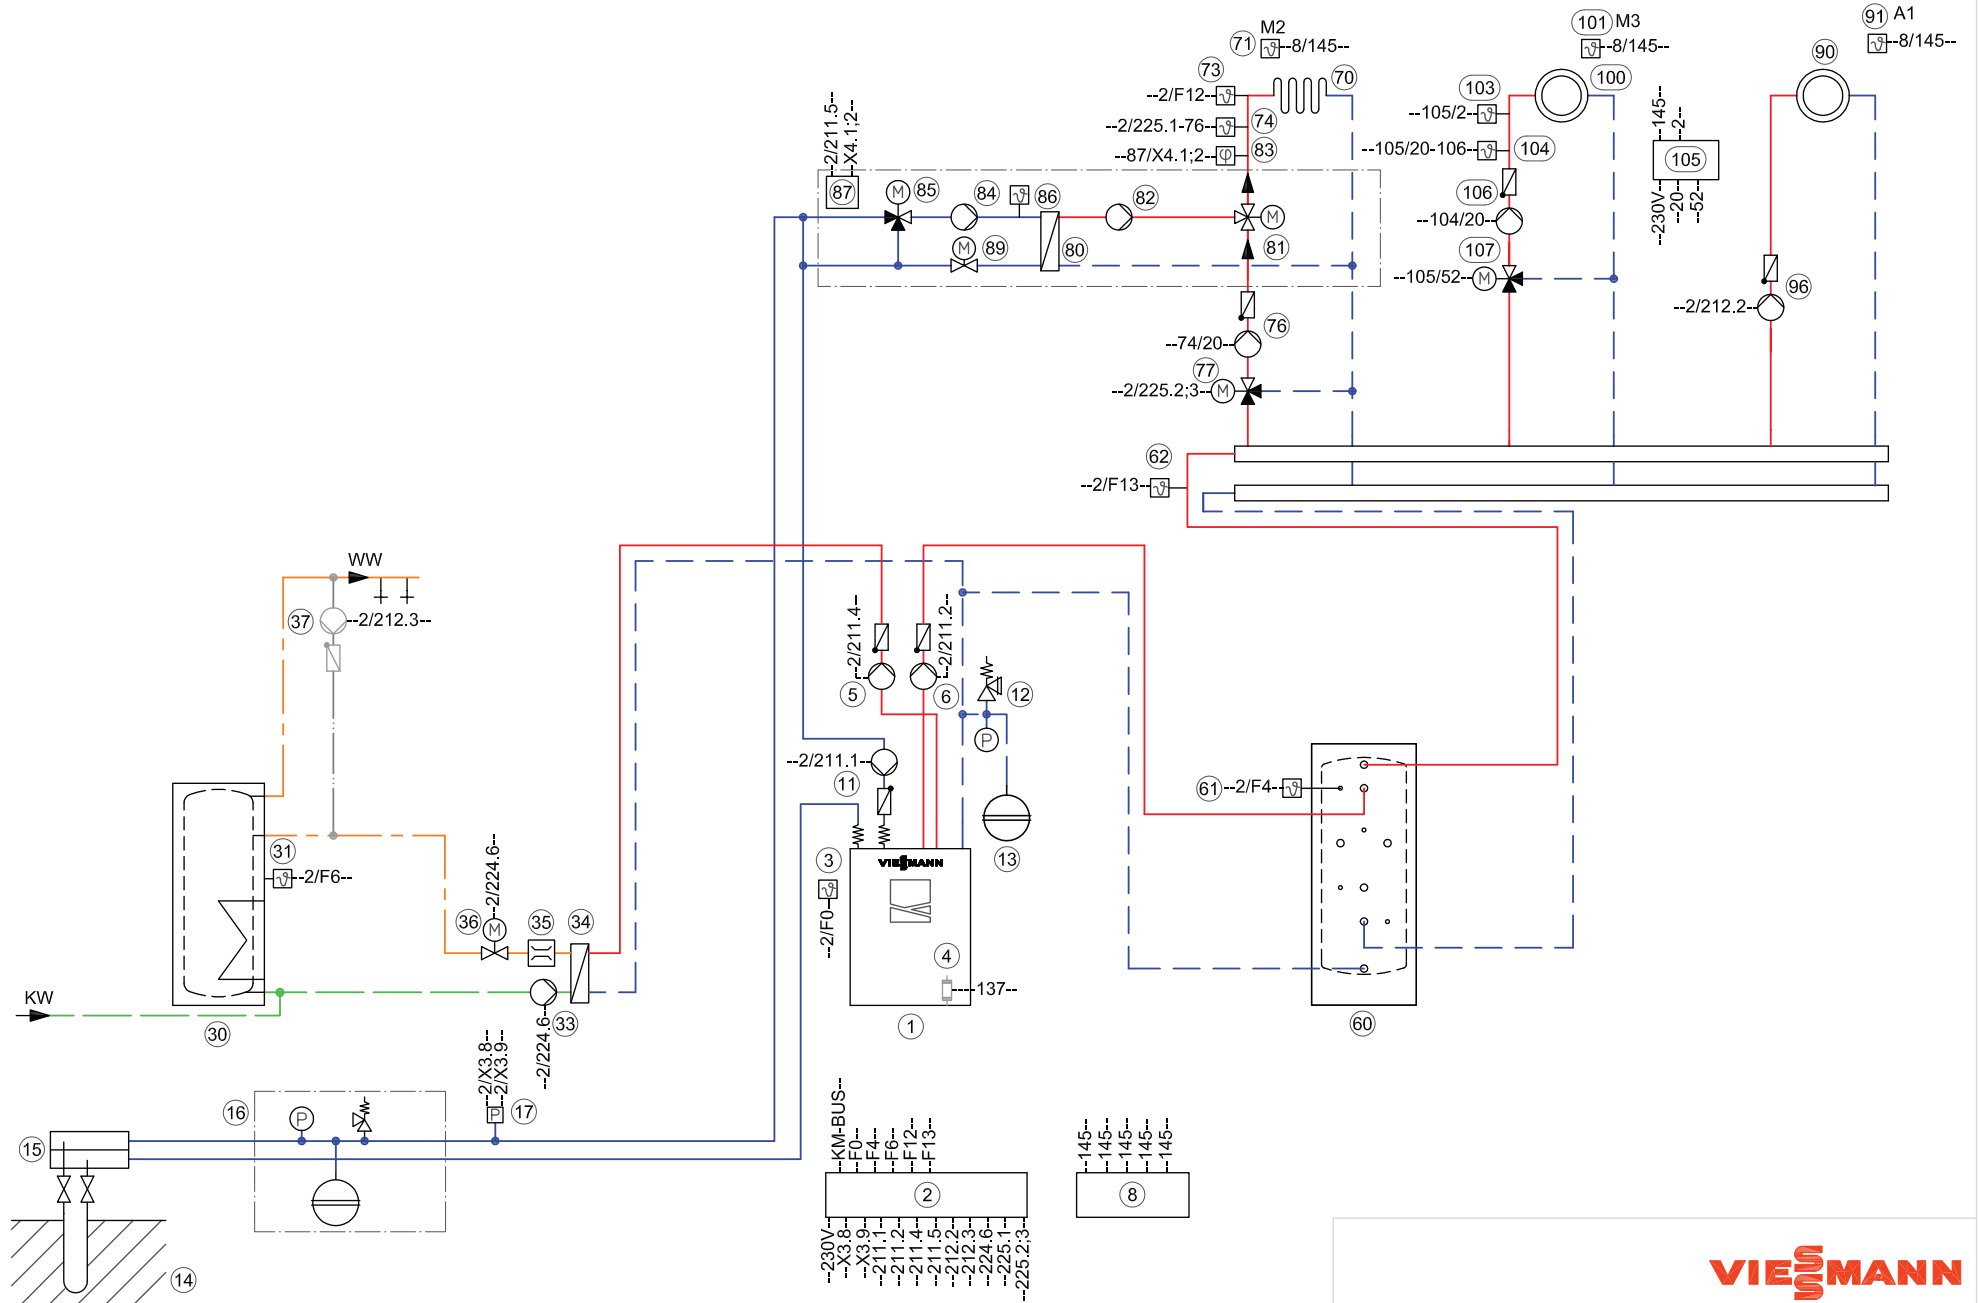 91 A1
--8/145--
101 M3
--8/145--
M2
71
--8/145--
90
73
70
103
100
--2/F12--
--105/2--
74
--2/225.1-76--
83
--87/X4.1;2--
--105/20-106--
104
--2/211.5
X4.1;2--
145--
--2--
105
--230V--
--20--
--52--
87
85
84
86
82
M
M
81
106
--104/20--
M
89
80
107
--105/52--
M
96
--2/212.2--
76
--74/20--
77
--2/225.2;3--
M
62
--2/F13--
WW
37
--2/212.3--
--2/211.4--
--2/211.2--
5
6
12
P
--2/211.1--
11
61
--2/F4--
31
--2/F6--
2/224.6--
3
VIESMANN
13
36
M
35
34
--2/F0--
4
137--
KW
30
33
--2/224.6--
1
60
2/X3.8--
2/X3.9--
16
P
P
17
15
14
KM-BUS--
F0--
F4--
F6--
F12--
F13--
2
--230V--
--X3.8--
--X3.9--
--211.1--
--211.2--
--211.4--
--211.5--
--212.2--
--212.3--
--224.6--
--225.1--
--225.2;3--
145--
145--
145--
145--
145--
8
VIESSMANN